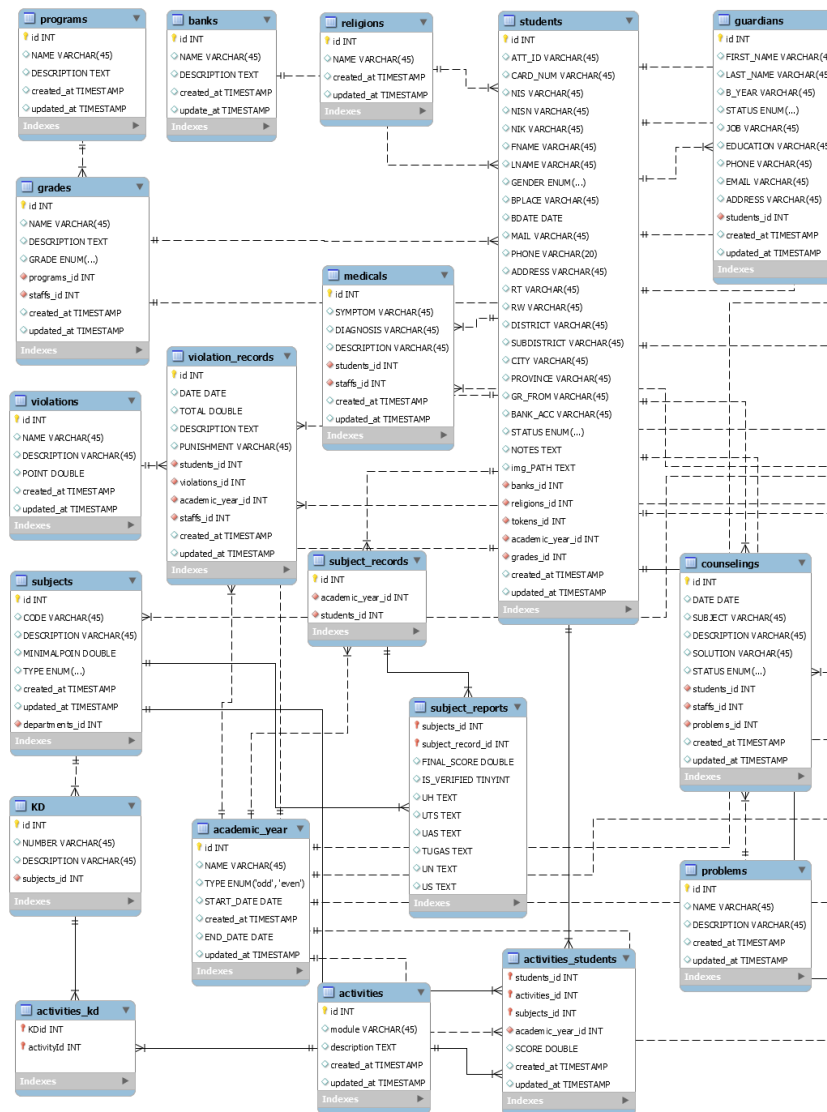 programs
id INT
NAME VARCHAR(45)
DESCRIPTION TEXT
created_at TIMESTAMP
updated_at TIMESTAMP
Indexes
banks
id INT
NAME VARCHAR(45)
DESCRIPTION TEXT
created_at TIMESTAMP
update_at TIMESTAMP
Indexes
religions
id INT
NAME VARCHAR(45)
created_at TIMESTAMP
updated_at TIMESTAMP
Indexes
students
id INT
ATT_ID VARCHAR(45)
CARD_NUM VARCHAR(45)
NIS VARCHAR(45)
NISN VARCHAR(45)
NIK VARCHAR(45)
FNAME VARCHAR(45)
LNAME VARCHAR(45)
GENDER ENUM(...)
BPLACE VARCHAR(45)
BDATE DATE
MAIL VARCHAR(45)
PHONE VARCHAR(20)
ADDRESS VARCHAR(45)
RT VARCHAR(45)
RW VARCHAR(45)
DISTRICT VARCHAR(45)
SUBDISTRICT VARCHAR(45)
CITY VARCHAR(45)
PROVINCE VARCHAR(45)
GR_FROM VARCHAR(45)
BANK_ACC VARCHAR(45)
STATUS ENUM(...)
NOTES TEXT
img_PATH TEXT
banks_id INT
religions_id INT
tokens_id INT
academic_year_id INT
grades_id INT
created_at TIMESTAMP
updated_at TIMESTAMP
Indexes
guardians
id INT
FIRST_NAME VARCHAR(4
LAST_NAME VARCHAR(45
B_YEAR VARCHAR(45)
STATUS ENUM(...)
JOB VARCHAR(45)
EDUCATION VARCHAR(45
PHONE VARCHAR(45)
EMAIL VARCHAR(45)
ADDRESS VARCHAR(45)
students_id INT
created_at TIMESTAMP
updated_at TIMESTAMP
Indexes
grades
id INT
NAME VARCHAR(45)
DESCRIPTION TEXT
GRADE ENUM(...)
programs_id INT
staffs_id INT
created_at TIMESTAMP
updated_at TIMESTAMP
Indexes
medicals
id INT
SYMPTOM VARCHAR(45)
DIAGNOSIS VARCHAR(45)
DESCRIPTION VARCHAR(45)
students_id INT
staffs_id INT
created_at TIMESTAMP
updated_at TIMESTAMP
Indexes
violation_records
id INT
DATE DATE
TOTAL DOUBLE
DESCRIPTION TEXT
PUNISHMENT VARCHAR(45)
students_id INT
violations_id INT
academic_year_id INT
staffs_id INT
created_at TIMESTAMP
updated_at TIMESTAMP
Indexes
violations
id INT
NAME VARCHAR(45)
DESCRIPTION VARCHAR(45)
POINT DOUBLE
created_at TIMESTAMP
updated_at TIMESTAMP
Indexes
subject_records
id INT
academic_year_id INT
students_id INT
Indexes
counselings
id INT
DATE DATE
SUBJECT VARCHAR(45)
DESCRIPTION VARCHAR(45)
SOLUTION VARCHAR(45)
STATUS ENUM(...)
students_id INT
staffs_id INT
problems_id INT
created_at TIMESTAMP
updated_at TIMESTAMP
Indexes
subjects
id INT
CODE VARCHAR(45)
DESCRIPTION VARCHAR(45)
MINIMALPOIN DOUBLE
TYPE ENUM(...)
created_at TIMESTAMP
updated_at TIMESTAMP
departments_id INT
Indexes
subject_reports
subjects_id INT
subject_record_id INT
FINAL_SCORE DOUBLE
IS_VERIFIED TINYINT
UH TEXT
UTS TEXT
UAS TEXT
TUGAS TEXT
UN TEXT
US TEXT
Indexes
KD
id INT
NUMBER VARCHAR(45)
DESCRIPTION VARCHAR(45)
subjects_id INT
Indexes
academic_year
id INT
NAME VARCHAR(45)
TYPE ENUM('odd', 'even')
START_DATE DATE
created_at TIMESTAMP
END_DATE DATE
updated_at TIMESTAMP
Indexes
problems
id INT
NAME VARCHAR(45)
DESCRIPTION VARCHAR(45)
created_at TIMESTAMP
updated_at TIMESTAMP
Indexes
activities_students
students_id INT
activities_id INT
subjects_id INT
academic_year_id INT
SCORE DOUBLE
created_at TIMESTAMP
updated_at TIMESTAMP
Indexes
activities
id INT
module VARCHAR(45)
description TEXT
created_at TIMESTAMP
updated_at TIMESTAMP
Indexes
activities_kd
KDid INT
activityId INT
Indexes